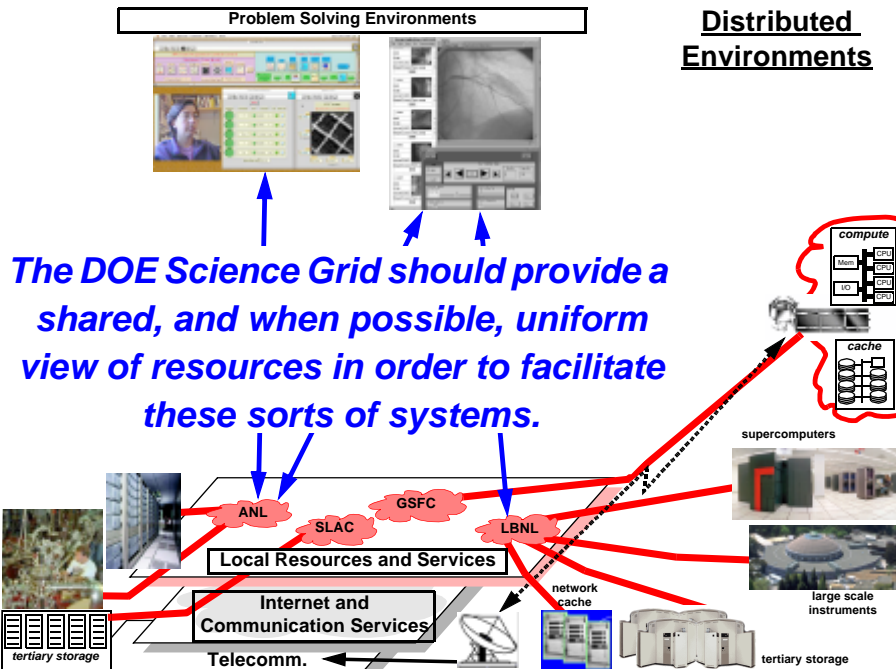 Problem Solving Environments
Distributed
Environments
The DOE Science Grid should provide a
shared, and when possible, uniform
view of resources in order to facilitate
these sorts of systems.
compute
Mem
I/O
CPU
CPU
CPU
CPU
cache
supercomputers
ANL
SLAC
GSFC
LBNL
Local Resources and Services
Internet and
Communication Services
Telecomm.
tertiary storage
network
cache
large scale
instruments
tertiary storage